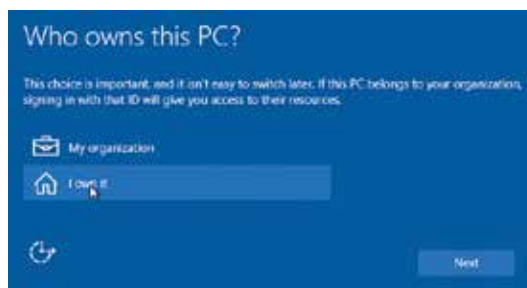 Who owns this PC?
This choice is important, and it isn't easy to switch later. If this PC belongs to your organization,
signing in with that ID will give you access to their resources.
My organization
I own it
Next